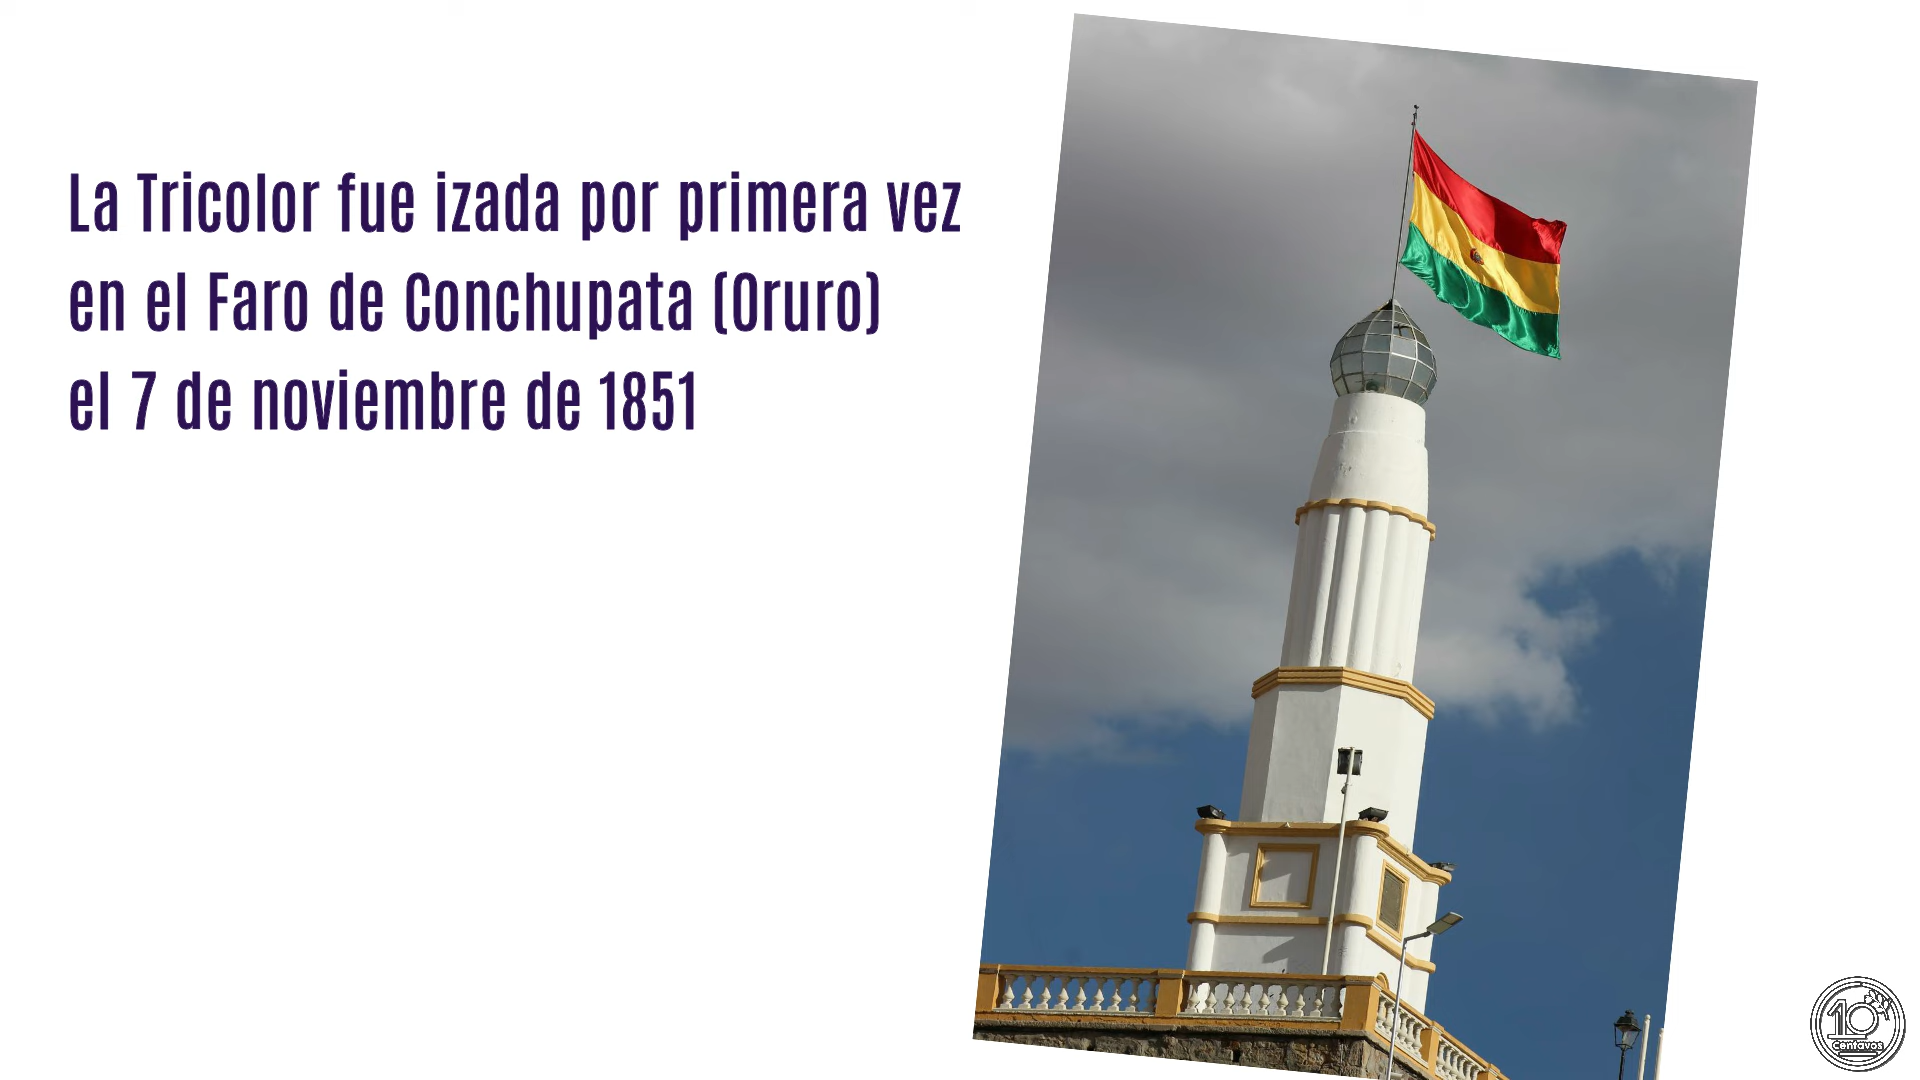 La Tricolor fue izada por primera vez
en el Faro de Conchupata (Oruro)
el 7 de noviembre de 1851
10
Centavos